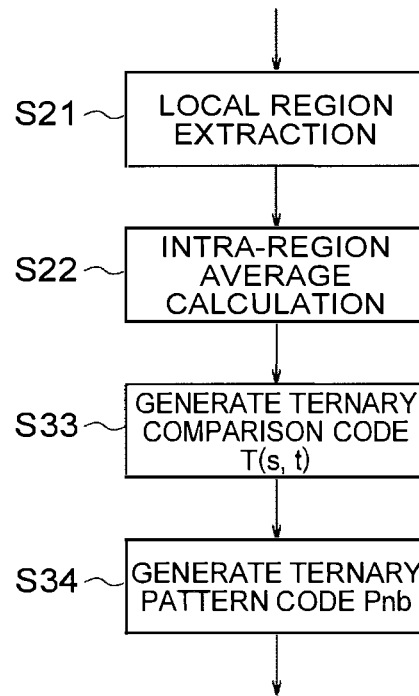 S21
LOCAL REGION
EXTRACTION
S22
INTRA-REGION
AVERAGE
CALCULATION
S33
GENERATE TERNARY
COMPARISON CODE
T(s, t)
S34
GENERATE TERNARY
PATTERN CODE Pnb